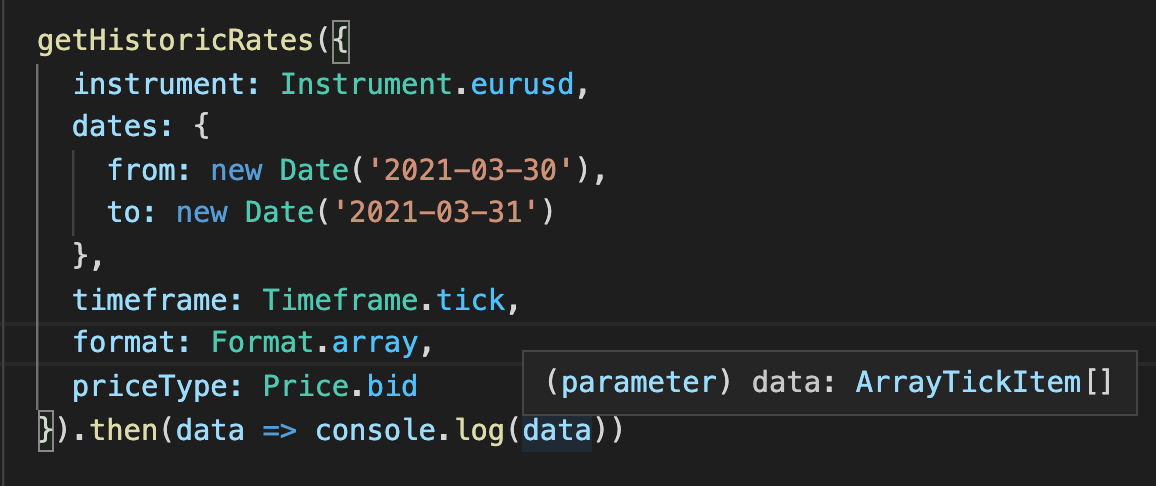 getHistoricRates({
instrument: Instrument.eurusd,
dates: {
from: new Date('2021-03-30'),
to: new Date('2021-03-31')
},
timeframe: Timeframe.tick,
format: Format.array,
priceType: Price.bid
(parameter) data: ArrayTickItem[]
}).then(data => console.log(data))